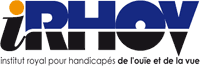 iRHOV
institut royal pour handicapés de l'ouïe et de la vue